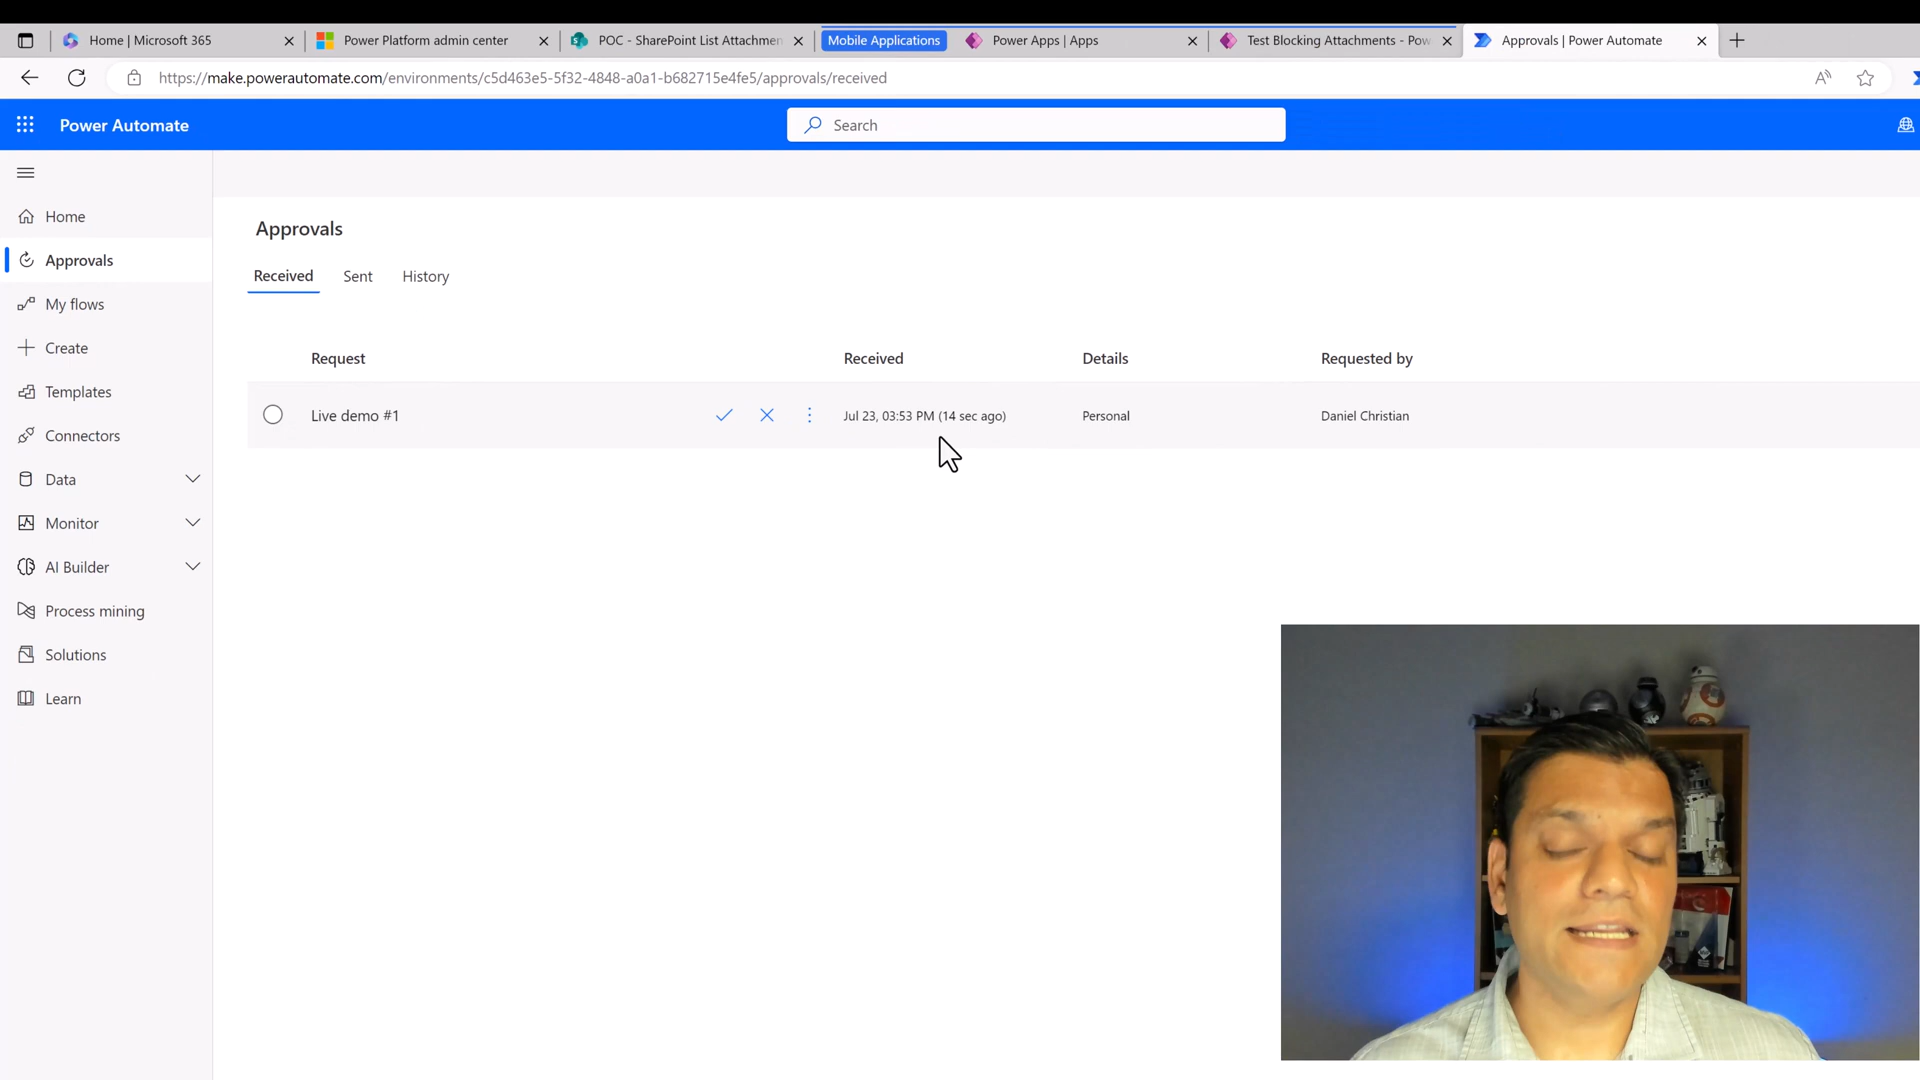 Home | Microsoft 365
Power Platform admin center
POC - SharePoint List Attachmen
Mobile Applications
Power Apps | Apps
Test Blocking Attachments - Pow
Approvals | Power Automate
https://make.powerautomate.com/environments/c5d463e5-5f32-4848-a0a1-b682715e4fe5/approvals/received
Power Automate
Search
Home
Approvals
My flows
Create
Templates
Connectors
Data
Monitor
AI Builder
Process mining
Solutions
Learn
Approvals
Received Sent History
Request Received Details Requested by
Live demo #1 Jul 23, 03:53 PM (14 sec ago) Personal Daniel Christian